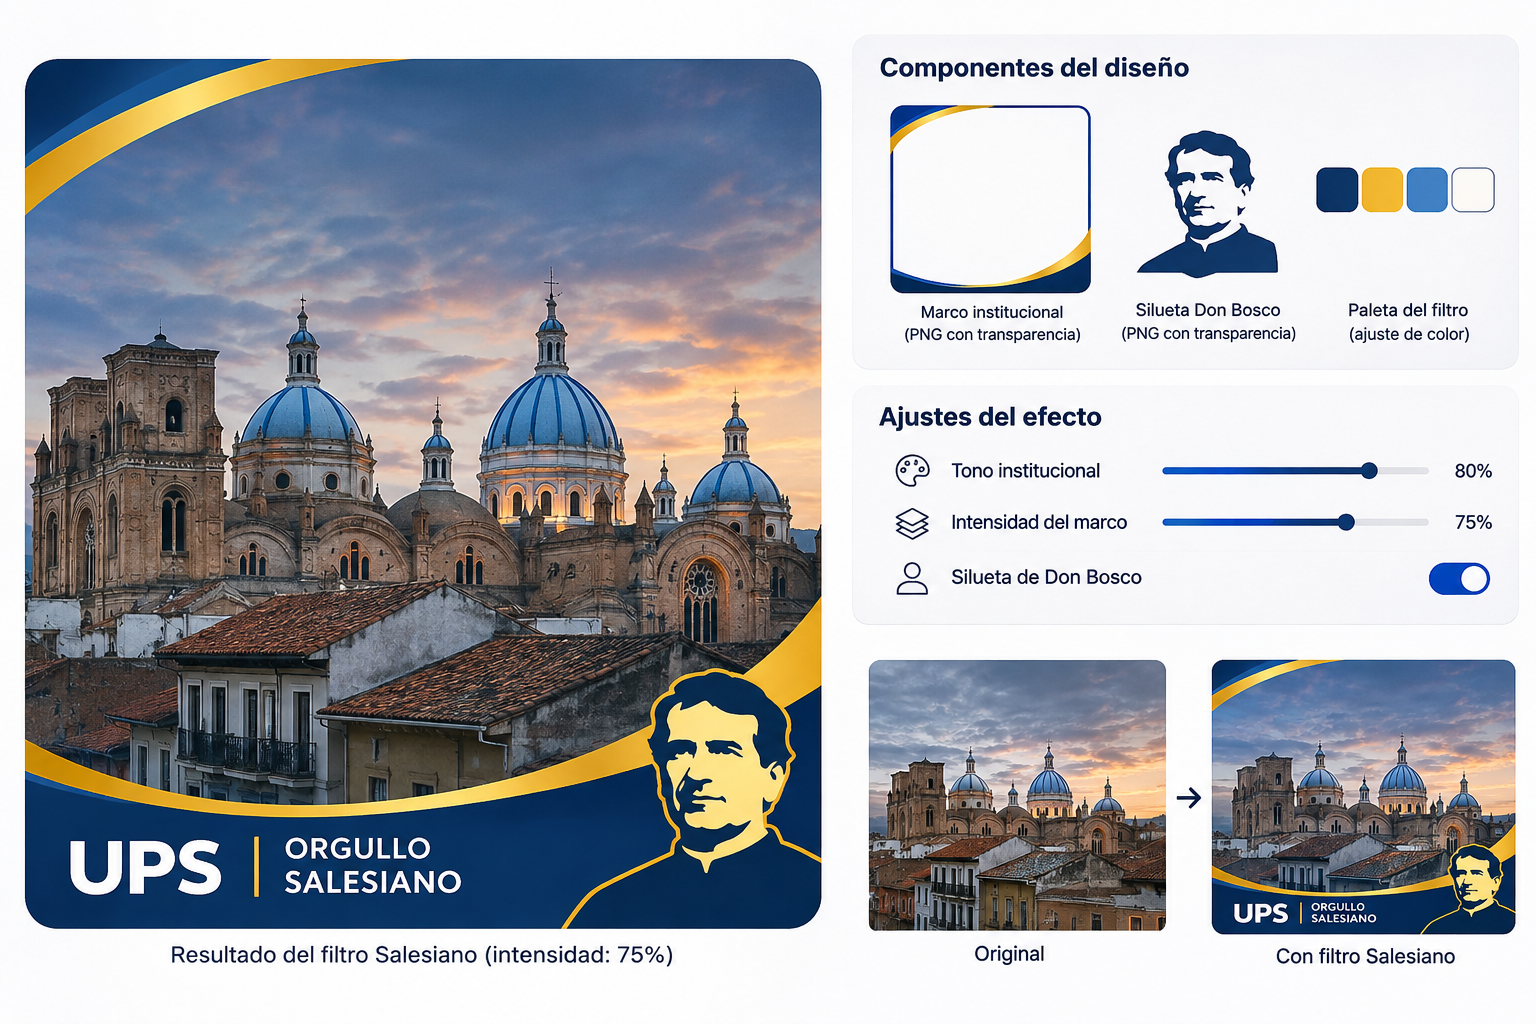 UPS
ORGULLO
SALESIANO
Resultado del filtro Salesiano (intensidad: 75%)
Componentes del diseño
Marco institucional
(PNG con transparencia)
Silueta Don Bosco
(PNG con transparencia)
Paleta del filtro
(ajuste de color)
Ajustes del efecto
Tono institucional 80%
Intensidad del marco 75%
Silueta de Don Bosco
Original
UPS
ORGULLO
SALESIANO
Con filtro Salesiano